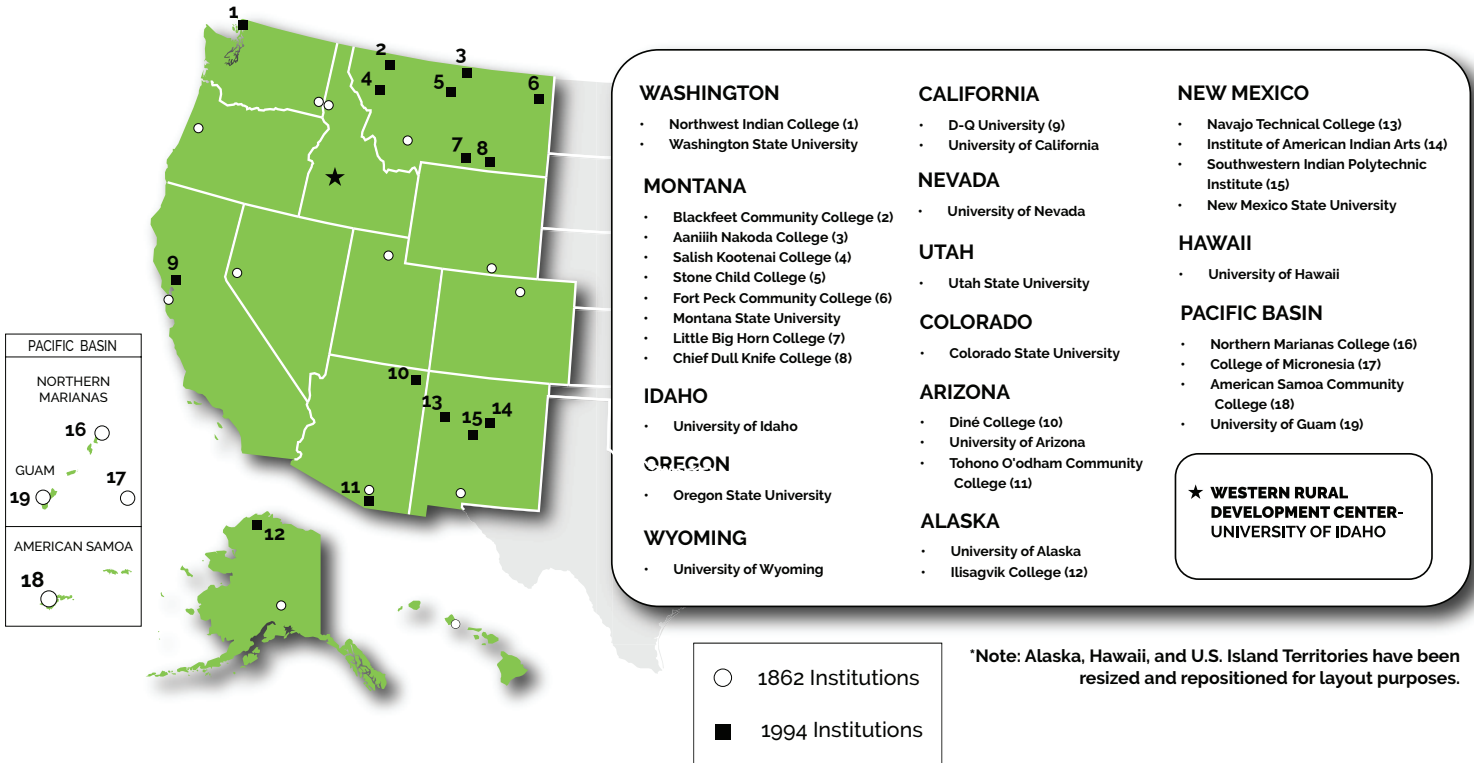 1
2
3
4
5
6
7
8
9
10
13
14
15
11
12
PACIFIC BASIN
NORTHERN
MARIANAS
16
GUAM
17
19
AMERICAN SAMOA
18
WASHINGTON
· Northwest Indian College (1)
· Washington State University
MONTANA
· Blackfeet Community College (2)
· Aaniiih Nakoda College (3)
· Salish Kootenai College (4)
· Stone Child College (5)
· Fort Peck Community College (6)
· Montana State University
· Little Big Horn College (7)
· Chief Dull Knife College (8)
IDAHO
· University of Idaho
OREGON
· Oregon State University
WYOMING
· University of Wyoming
CALIFORNIA
· D-Q University (9)
· University of California
NEVADA
· University of Nevada
UTAH
· Utah State University
COLORADO
· Colorado State University
ARIZONA
· Diné College (10)
· University of Arizona
· Tohono O'odham Community
College (11)
ALASKA
· University of Alaska
· Ilisagvik College (12)
NEW MEXICO
· Navajo Technical College (13)
· Institute of American Indian Arts (14)
· Southwestern Indian Polytechnic
Institute (15)
· New Mexico State University
HAWAII
· University of Hawaii
PACIFIC BASIN
· Northern Marianas College (16)
· College of Micronesia (17)
· American Samoa Community
College (18)
· University of Guam (19)
★ WESTERN RURAL
DEVELOPMENT CENTER-
UNIVERSITY OF IDAHO
1862 Institutions
1994 Institutions
*Note: Alaska, Hawaii, and U.S. Island Territories have been
resized and repositioned for layout purposes.